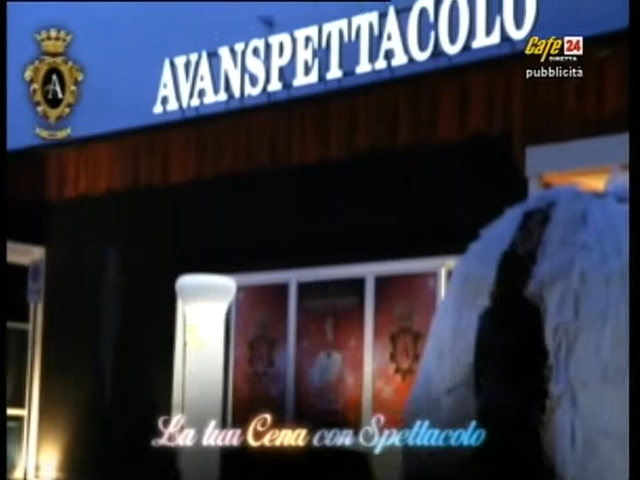 AVANSPETTACOLO
Cafe 24
DIRETTA
pubblicità
A
La tua Cena con Spettacolo